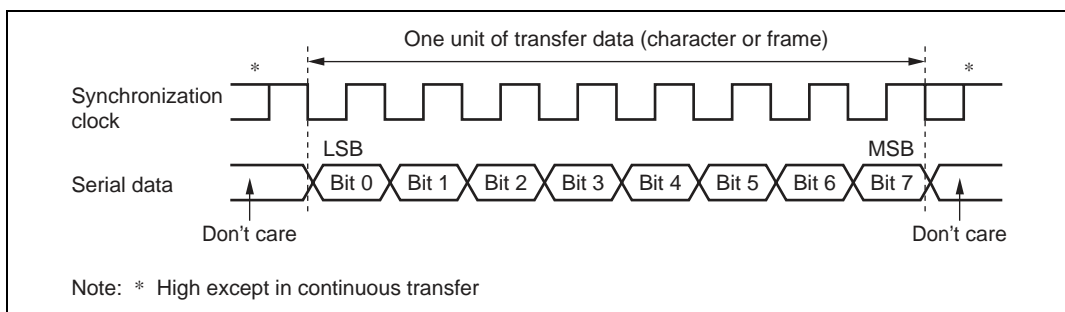 One unit of transfer data (character or frame)
* *
Synchronization
clock
LSB MSB
Serial data Bit 0 Bit 1 Bit 2 Bit 3 Bit 4 Bit 5 Bit 6 Bit 7
Don't care Don't care
Note: * High except in continuous transfer